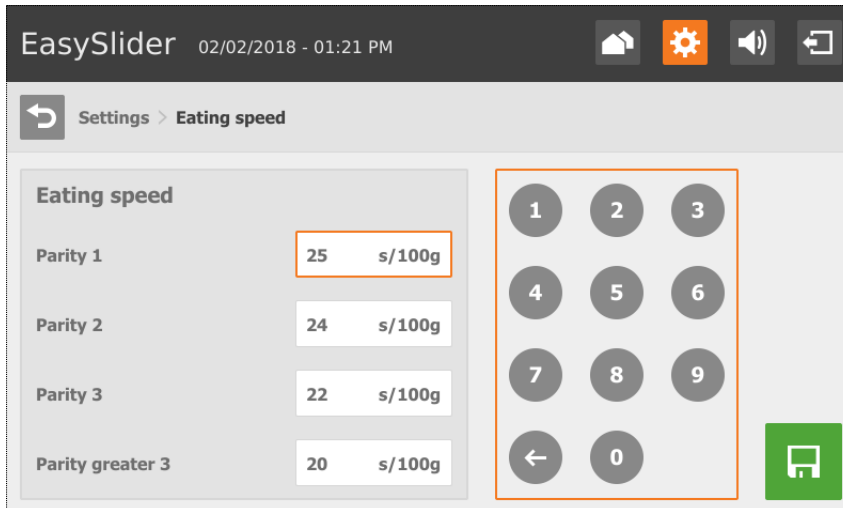 EasySlider 02/02/2018 - 01:21 PM
Settings > Eating speed
Eating speed
Parity 1 25 s/100g
Parity 2 24 s/100g
Parity 3 22 s/100g
Parity greater 3 20 s/100g
1 2 3
4 5 6
7 8 9
← 0